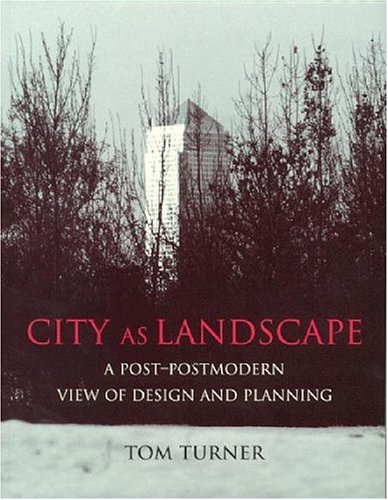 CITY AS LANDSCAPE
A POST–POSTMODERN
VIEW OF DESIGN AND PLANNING
TOM TURNER